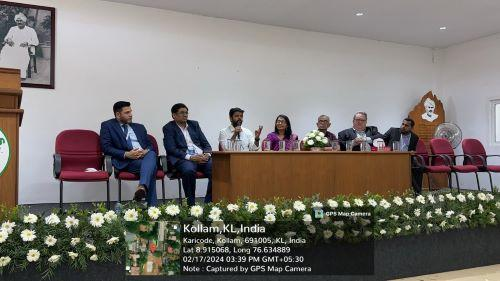 GPS Map Camera
Kollam,KL,India
Karicode, Kollam, 691005, KL, India
Lat 8.915068, Long 76.634889
02/17/2024 03:39 PM GMT+05:30
Note : Captured by GPS Map Camera